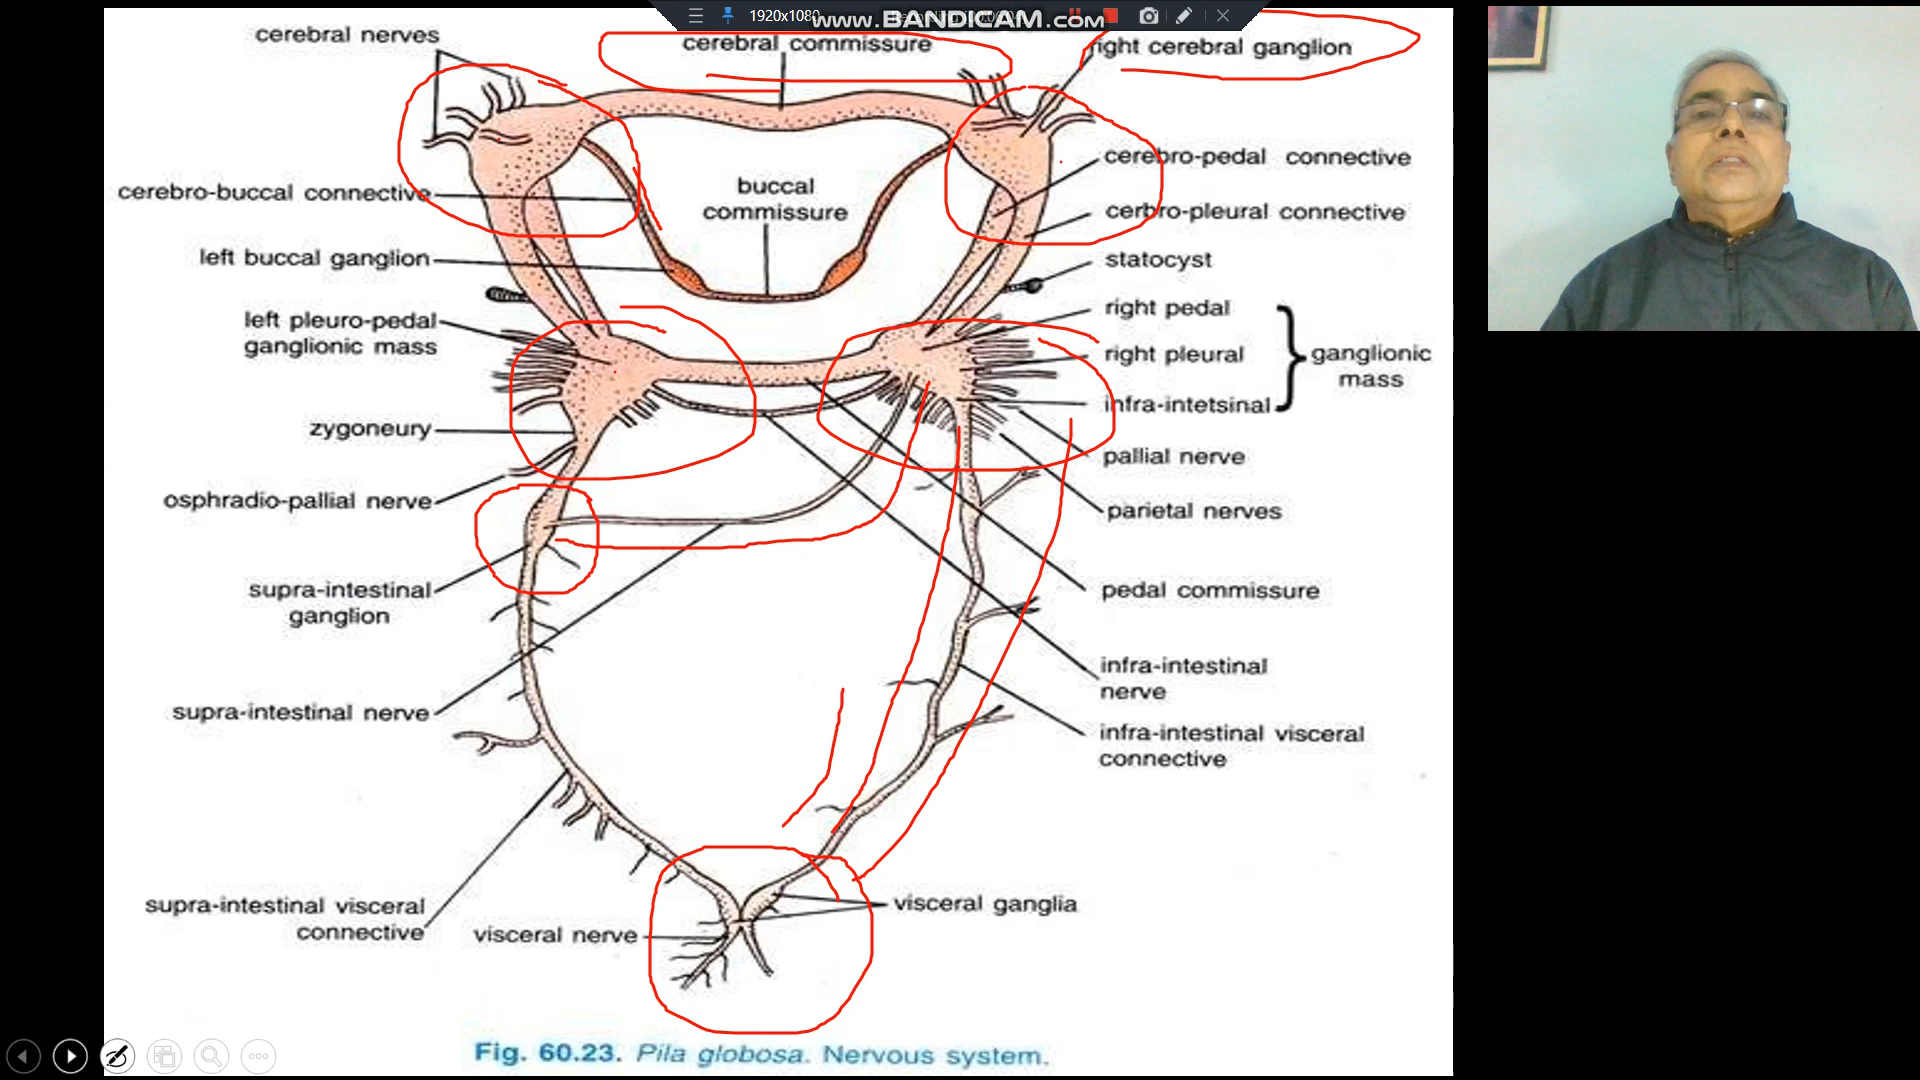 1920x1080
www.BANDICAM.com
cerebral nerves
cerebral commissure
right cerebral ganglion
cerebro-pedal connective
cerebro-buccal connective
buccal
commissure
cerbro-pleural connective
left buccal ganglion
statocyst
left pleuro-pedal
ganglionic mass
right pedal
right pleural
ganglionic
mass
infra-intetsinal
zygoneury
pallial nerve
osphradio-pallial nerve
parietal nerves
supra-intestinal
ganglion
pedal commissure
infra-intestinal
nerve
supra-intestinal nerve
infra-intestinal visceral
connective
supra-intestinal visceral
connective
visceral nerve
visceral ganglia
Fig. 60.23. Pila globosa. Nervous system.